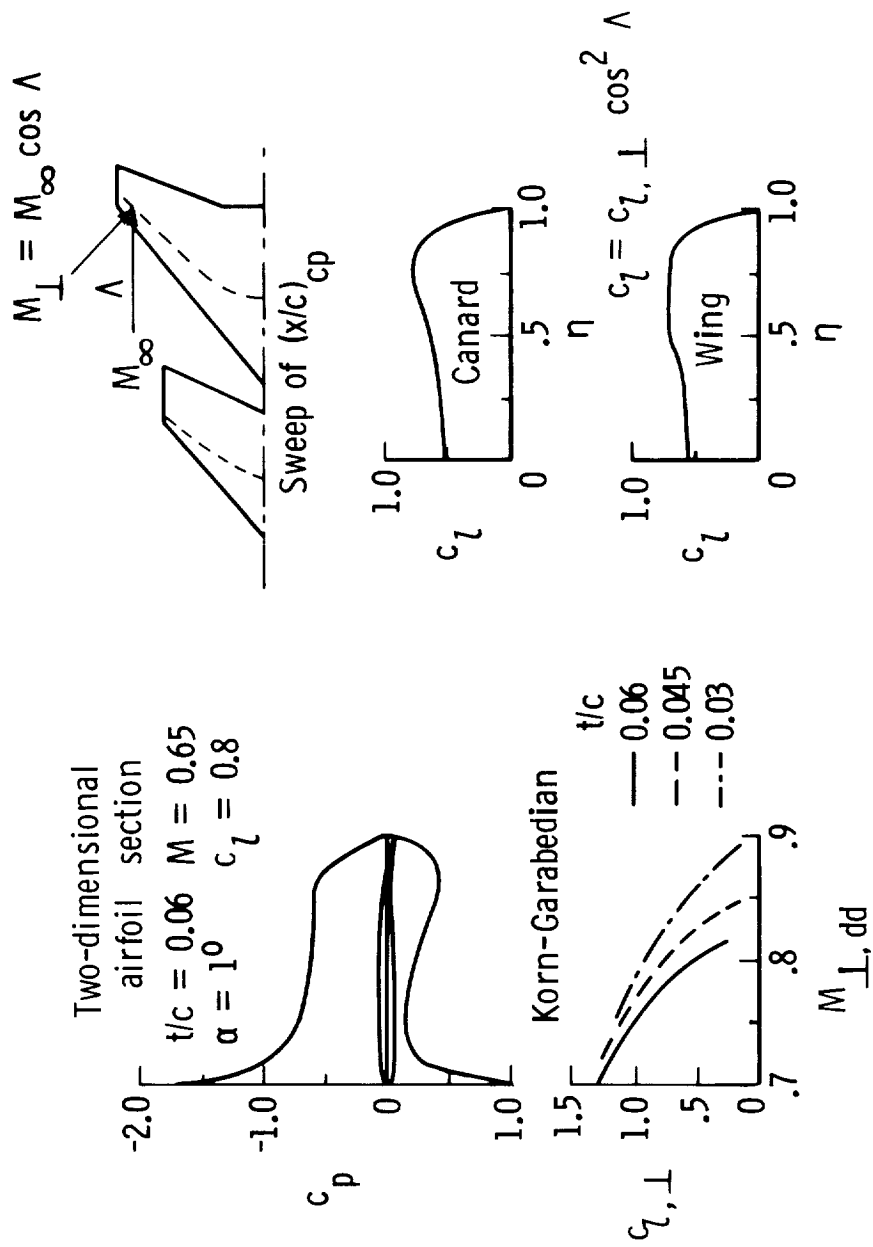 Two-dimensional
airfoil section
t/c = 0.06 M = 0.65
α = 1⁰ c_l = 0.8
-2.0
-1.0
0
1.0
c_p
Korn-Garabedian
t/c
0.06
0.045
0.03
1.5
1.0
.5
0
c_l,⊥
.7
.8
.9
M_⊥, dd
M_⊥ = M_∞ cos Λ
Λ
M_∞
Sweep of (x/c)_cp
1.0
c_l
Canard
0
.5
1.0
η
c_l = c_l,⊥ cos² Λ
1.0
c_l
Wing
0
.5
1.0
η